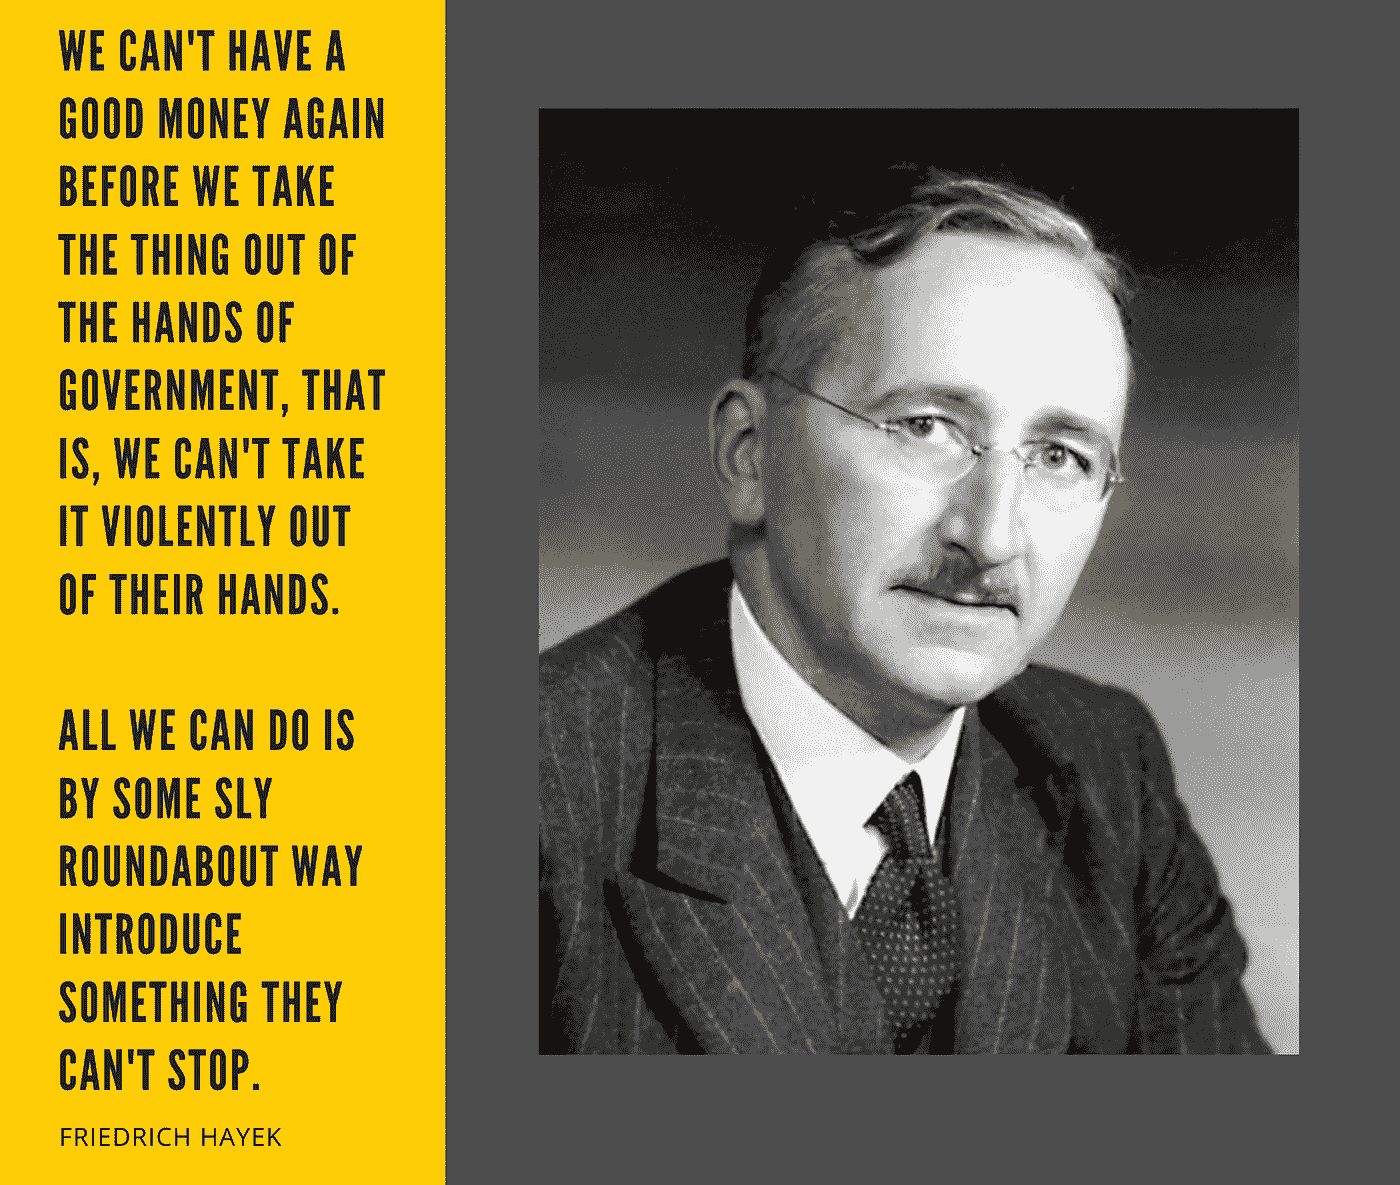 WE CAN'T HAVE A
GOOD MONEY AGAIN
BEFORE WE TAKE
THE THING OUT OF
THE HANDS OF
GOVERNMENT, THAT
IS, WE CAN'T TAKE
IT VIOLENTLY OUT
OF THEIR HANDS.
ALL WE CAN DO IS
BY SOME SLY
ROUNDABOUT WAY
INTRODUCE
SOMETHING THEY
CAN'T STOP.
FRIEDRICH HAYEK